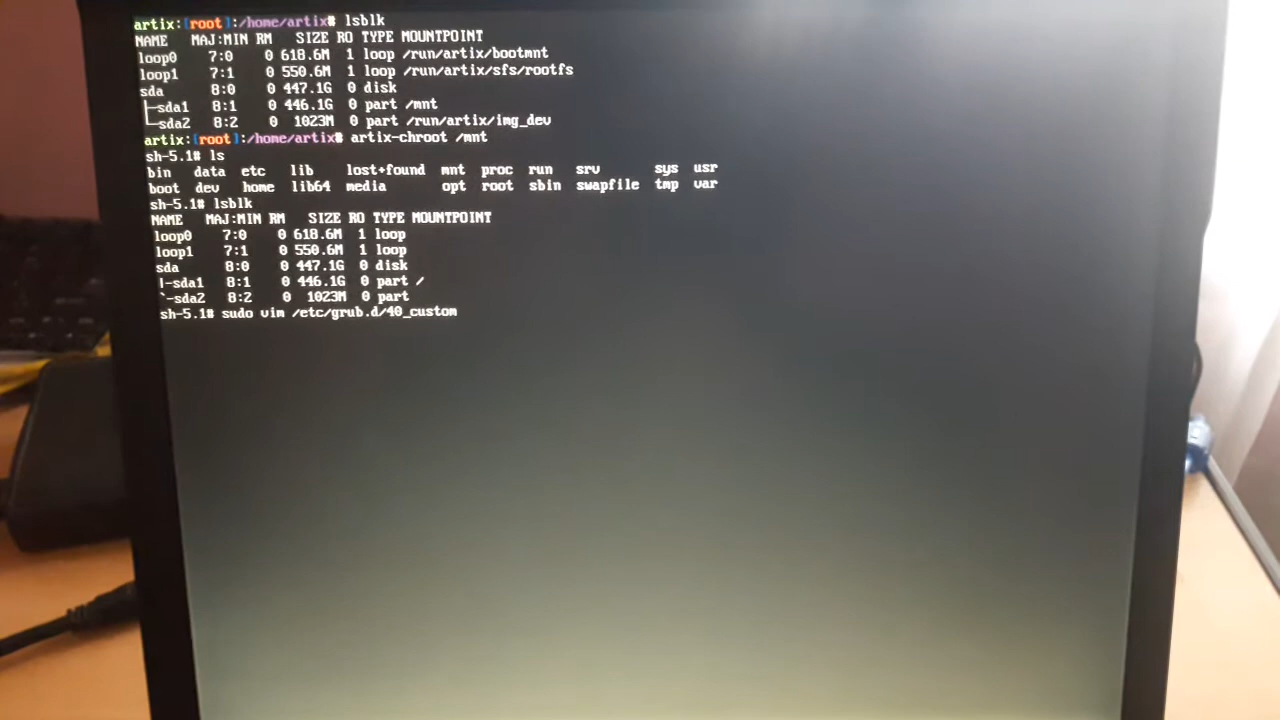 artix:[root]:/home/artix# lsblk
NAME MAJ:MIN RM SIZE RO TYPE MOUNTPOINT
loop0 7:0 0 618.6M 1 loop /run/artix/bootmnt
loop1 7:1 0 550.6M 1 loop /run/artix/sfs/rootfs
sda 8:0 0 447.1G 0 disk
├─sda1 8:1 0 446.1G 0 part /mnt
└─sda2 8:2 0 1023M 0 part /run/artix/img_dev
artix:[root]:/home/artix# artix-chroot /mnt
sh-5.1# ls
bin data etc lib lost+found mnt proc run srv sys usr
boot dev home lib64 media opt root sbin swapfile tmp var
sh-5.1# lsblk
NAME MAJ:MIN RM SIZE RO TYPE MOUNTPOINT
loop0 7:0 0 618.6M 1 loop
loop1 7:1 0 550.6M 1 loop
sda 8:0 0 447.1G 0 disk
|-sda1 8:1 0 446.1G 0 part /
`-sda2 8:2 0 1023M 0 part
sh-5.1# sudo vim /etc/grub.d/40_custom